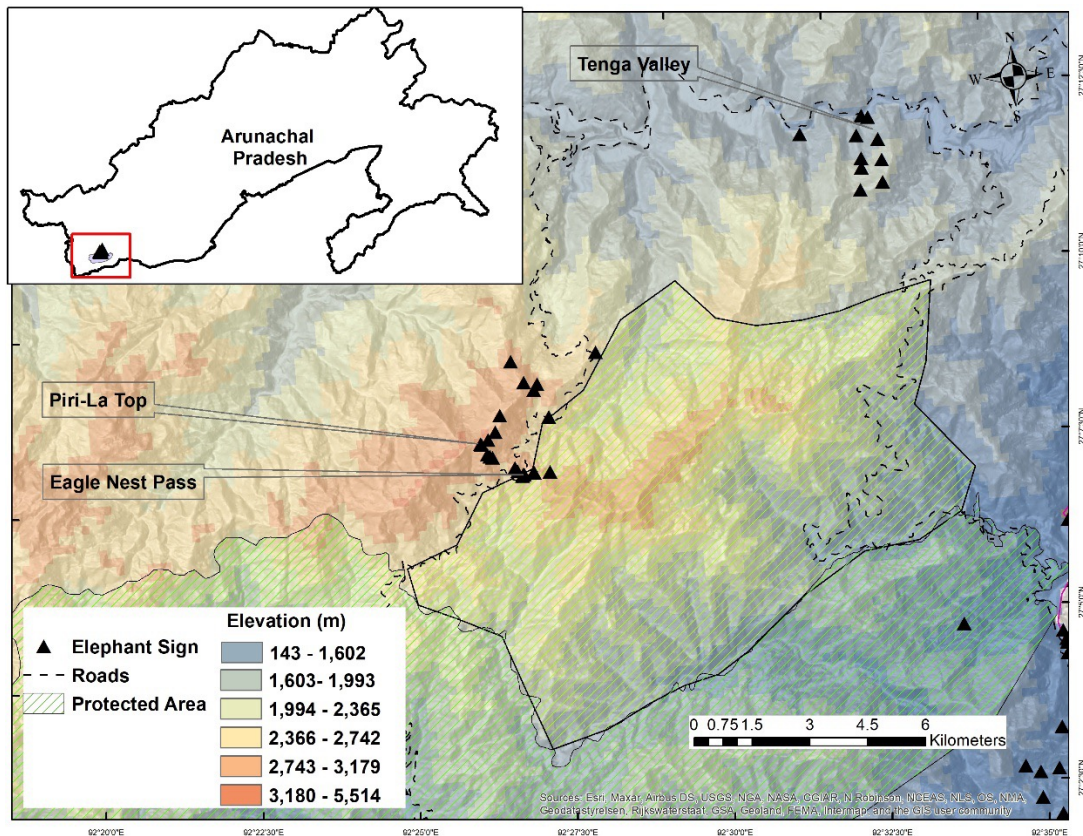 Arunachal
Pradesh
Tenga Valley
N
W
E
S
Piri-La Top
Eagle Nest Pass
Elephant Sign
Roads
Protected Area
Elevation (m)
143 - 1,602
1,603- 1,993
1,994 - 2,365
2,366 - 2,742
2,743 - 3,179
3,180 - 5,514
0 0.75 1.5 3 4.5 6
Kilometers
Sources: Esri, Maxar, Airbus DS, USGS, NGA, NASA, CGIAR, N Robinson, NCEAS, NLS, OS, NMA,
Geodatastyrelsen, Rijkswaterstaat, GSA, Geoland, FEMA, Intermap, and the GIS user community
92°20'0"E 92°22'30"E 92°25'0"E 92°27'30"E 92°30'0"E 92°32'30"E 92°35'0"E